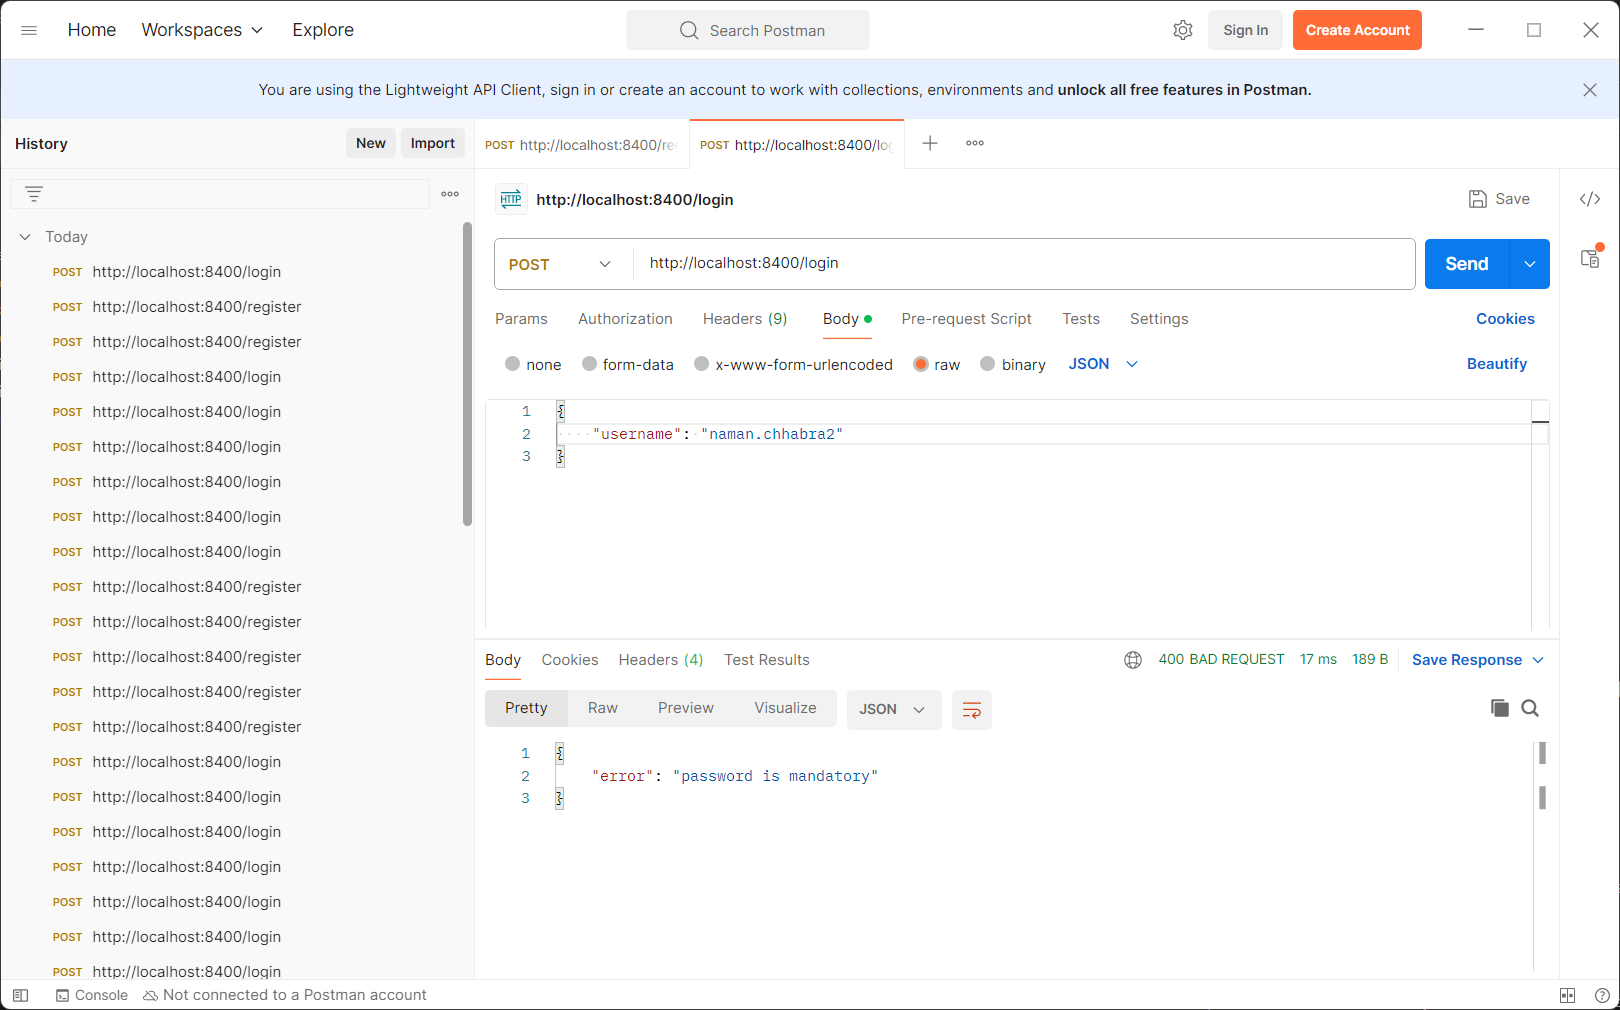 Home Workspaces Explore Search Postman Sign In Create Account
You are using the Lightweight API Client, sign in or create an account to work with collections, environments and unlock all free features in Postman.
History New Import
Today
POST http://localhost:8400/login
POST http://localhost:8400/register
POST http://localhost:8400/register
POST http://localhost:8400/login
POST http://localhost:8400/login
POST http://localhost:8400/login
POST http://localhost:8400/login
POST http://localhost:8400/login
POST http://localhost:8400/login
POST http://localhost:8400/register
POST http://localhost:8400/register
POST http://localhost:8400/register
POST http://localhost:8400/register
POST http://localhost:8400/register
POST http://localhost:8400/login
POST http://localhost:8400/login
POST http://localhost:8400/login
POST http://localhost:8400/login
POST http://localhost:8400/login
POST http://localhost:8400/login
POST http://localhost:8400/login
POST http://localhost:8400/re POST http://localhost:8400/lo
HTTP http://localhost:8400/login Save
POST http://localhost:8400/login Send
Params Authorization Headers (9) Body Pre-request Script Tests Settings Cookies
none form-data x-www-form-urlencoded raw binary JSON Beautify
1 {
2 "username": "naman.chhabra2"
3 }
Body Cookies Headers (4) Test Results 400 BAD REQUEST 17 ms 189 B Save Response
Pretty Raw Preview Visualize JSON
1 {
2 "error": "password is mandatory"
3 }
Console Not connected to a Postman account